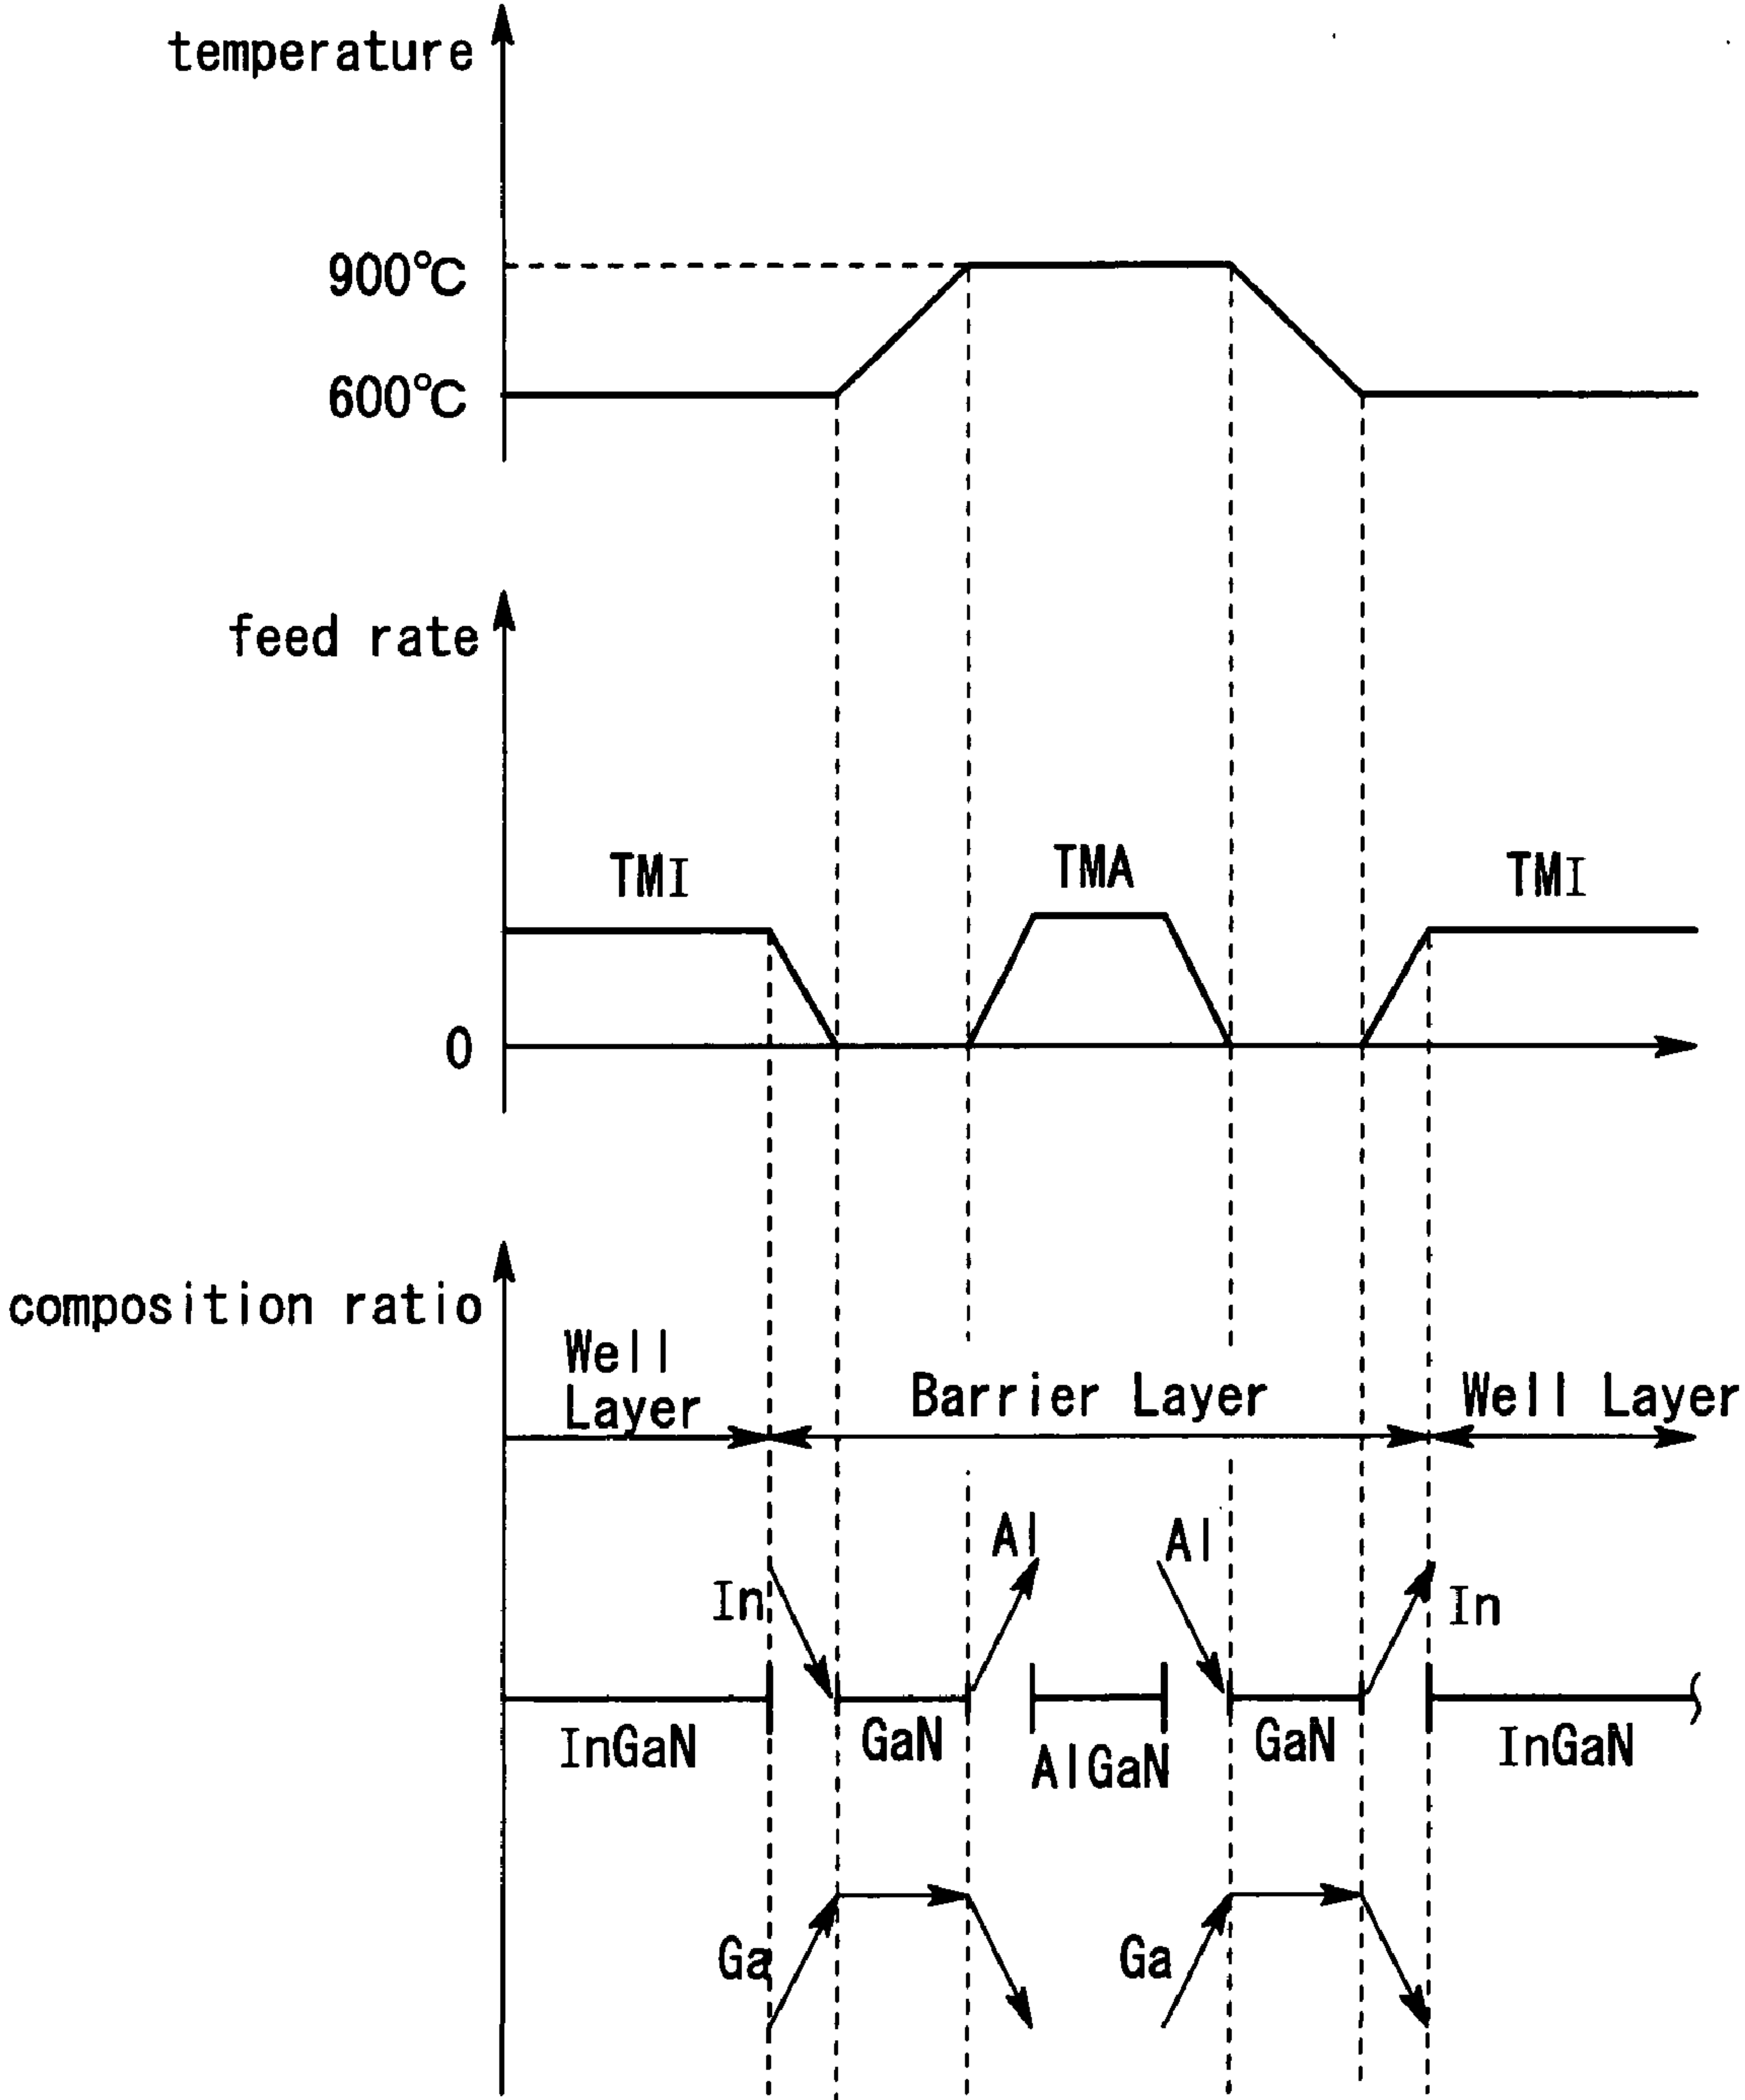 temperature
900℃
600℃
feed rate
TMI
TMA
TMI
0
composition ratio
Well
Layer
Barrier Layer
Well Layer
Al
Al
In
In
InGaN
GaN
AlGaN
GaN
InGaN
Ga
Ga